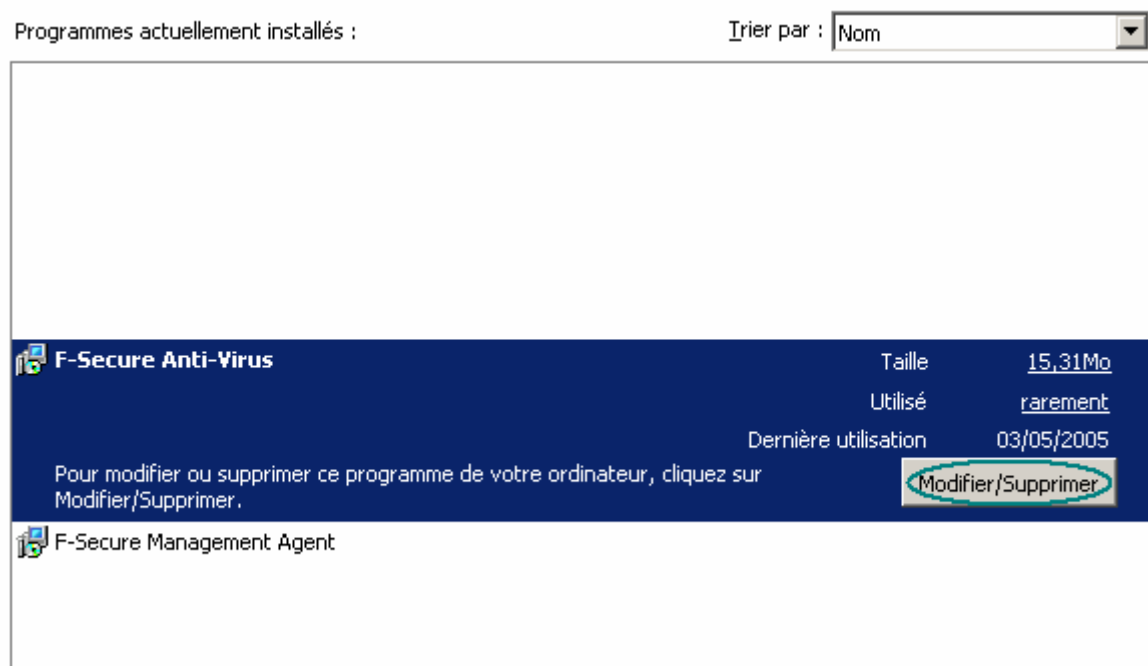 Programmes actuellement installés :
Trier par : Nom
F-Secure Anti-Virus
Taille 15,31Mo
Utilisé rarement
Dernière utilisation 03/05/2005
Pour modifier ou supprimer ce programme de votre ordinateur, cliquez sur
Modifier/Supprimer.
Modifier/Supprimer
F-Secure Management Agent